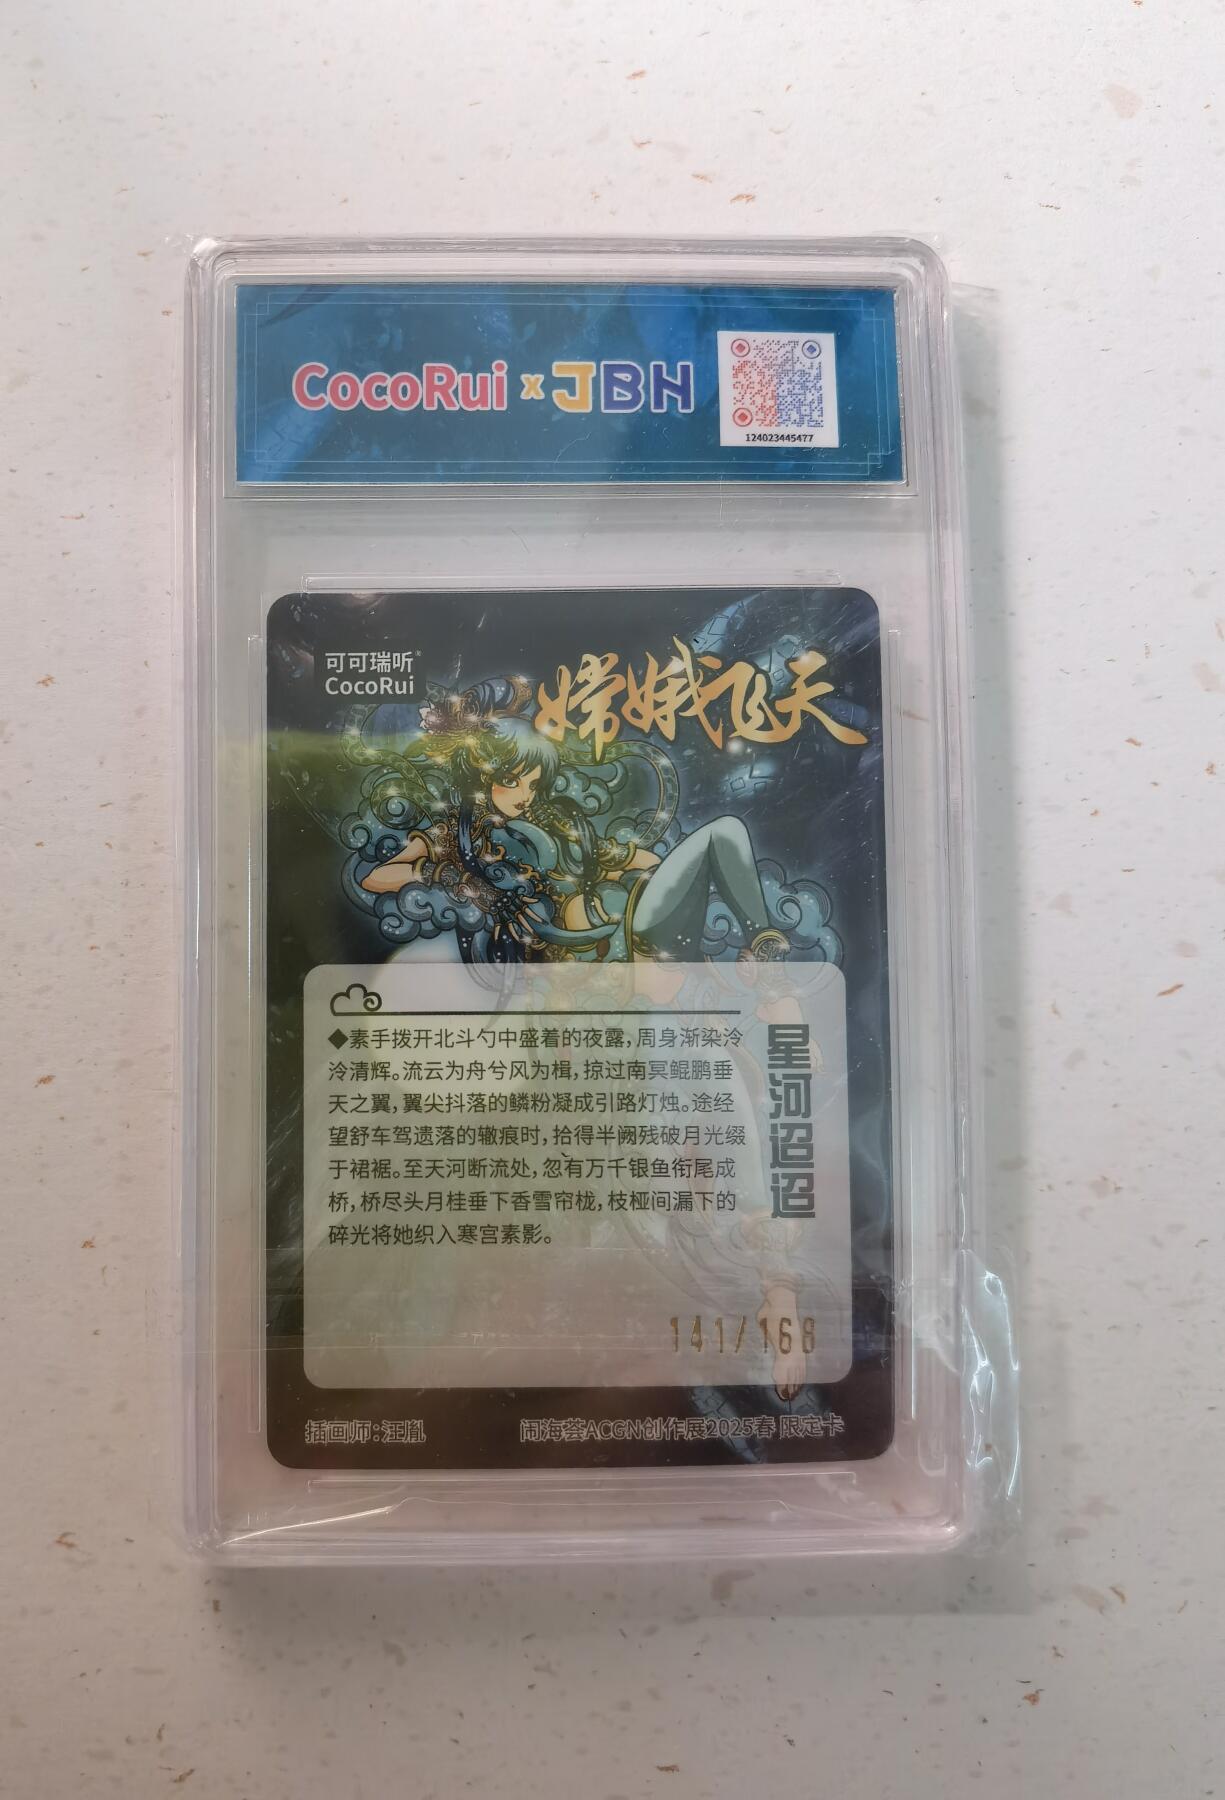 CocoRui x JBH
124023445477
可可瑞听®
CocoRui
嫦娥飞天
◆素手拨开北斗勺中盛着的夜露,周身渐染泠
泠清辉。流云为舟兮风为楫,掠过南冥鲲鹏垂
天之翼,翼尖抖落的鳞粉凝成引路灯烛。途经
望舒车驾遗落的辙痕时,拾得半阙残破月光缀
于裙裾。至天河断流处,忽有万千银鱼衔尾成
桥,桥尽头月桂垂下香雪帘栊,枝桠间漏下的
碎光将她织入寒宫素影。
星河迢迢
141/168
插画师:汪胤
闹海荟ACGN创作展2025春 限定卡